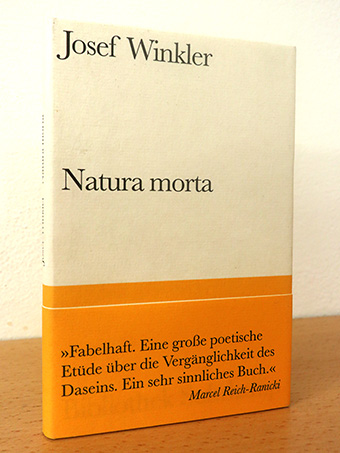 Josef Winkler
Natura morta
»Fabelhaft. Eine große poetische
Etüde über die Vergänglichkeit des
Daseins. Ein sehr sinnliches Buch.«
Marcel Reich-Ranicki